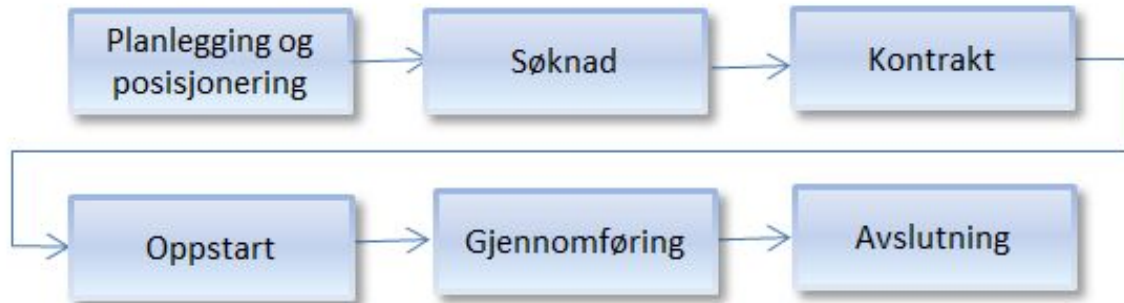 Planlegging og
posisjonering
Søknad
Kontrakt
Oppstart
Gjennomføring
Avslutning